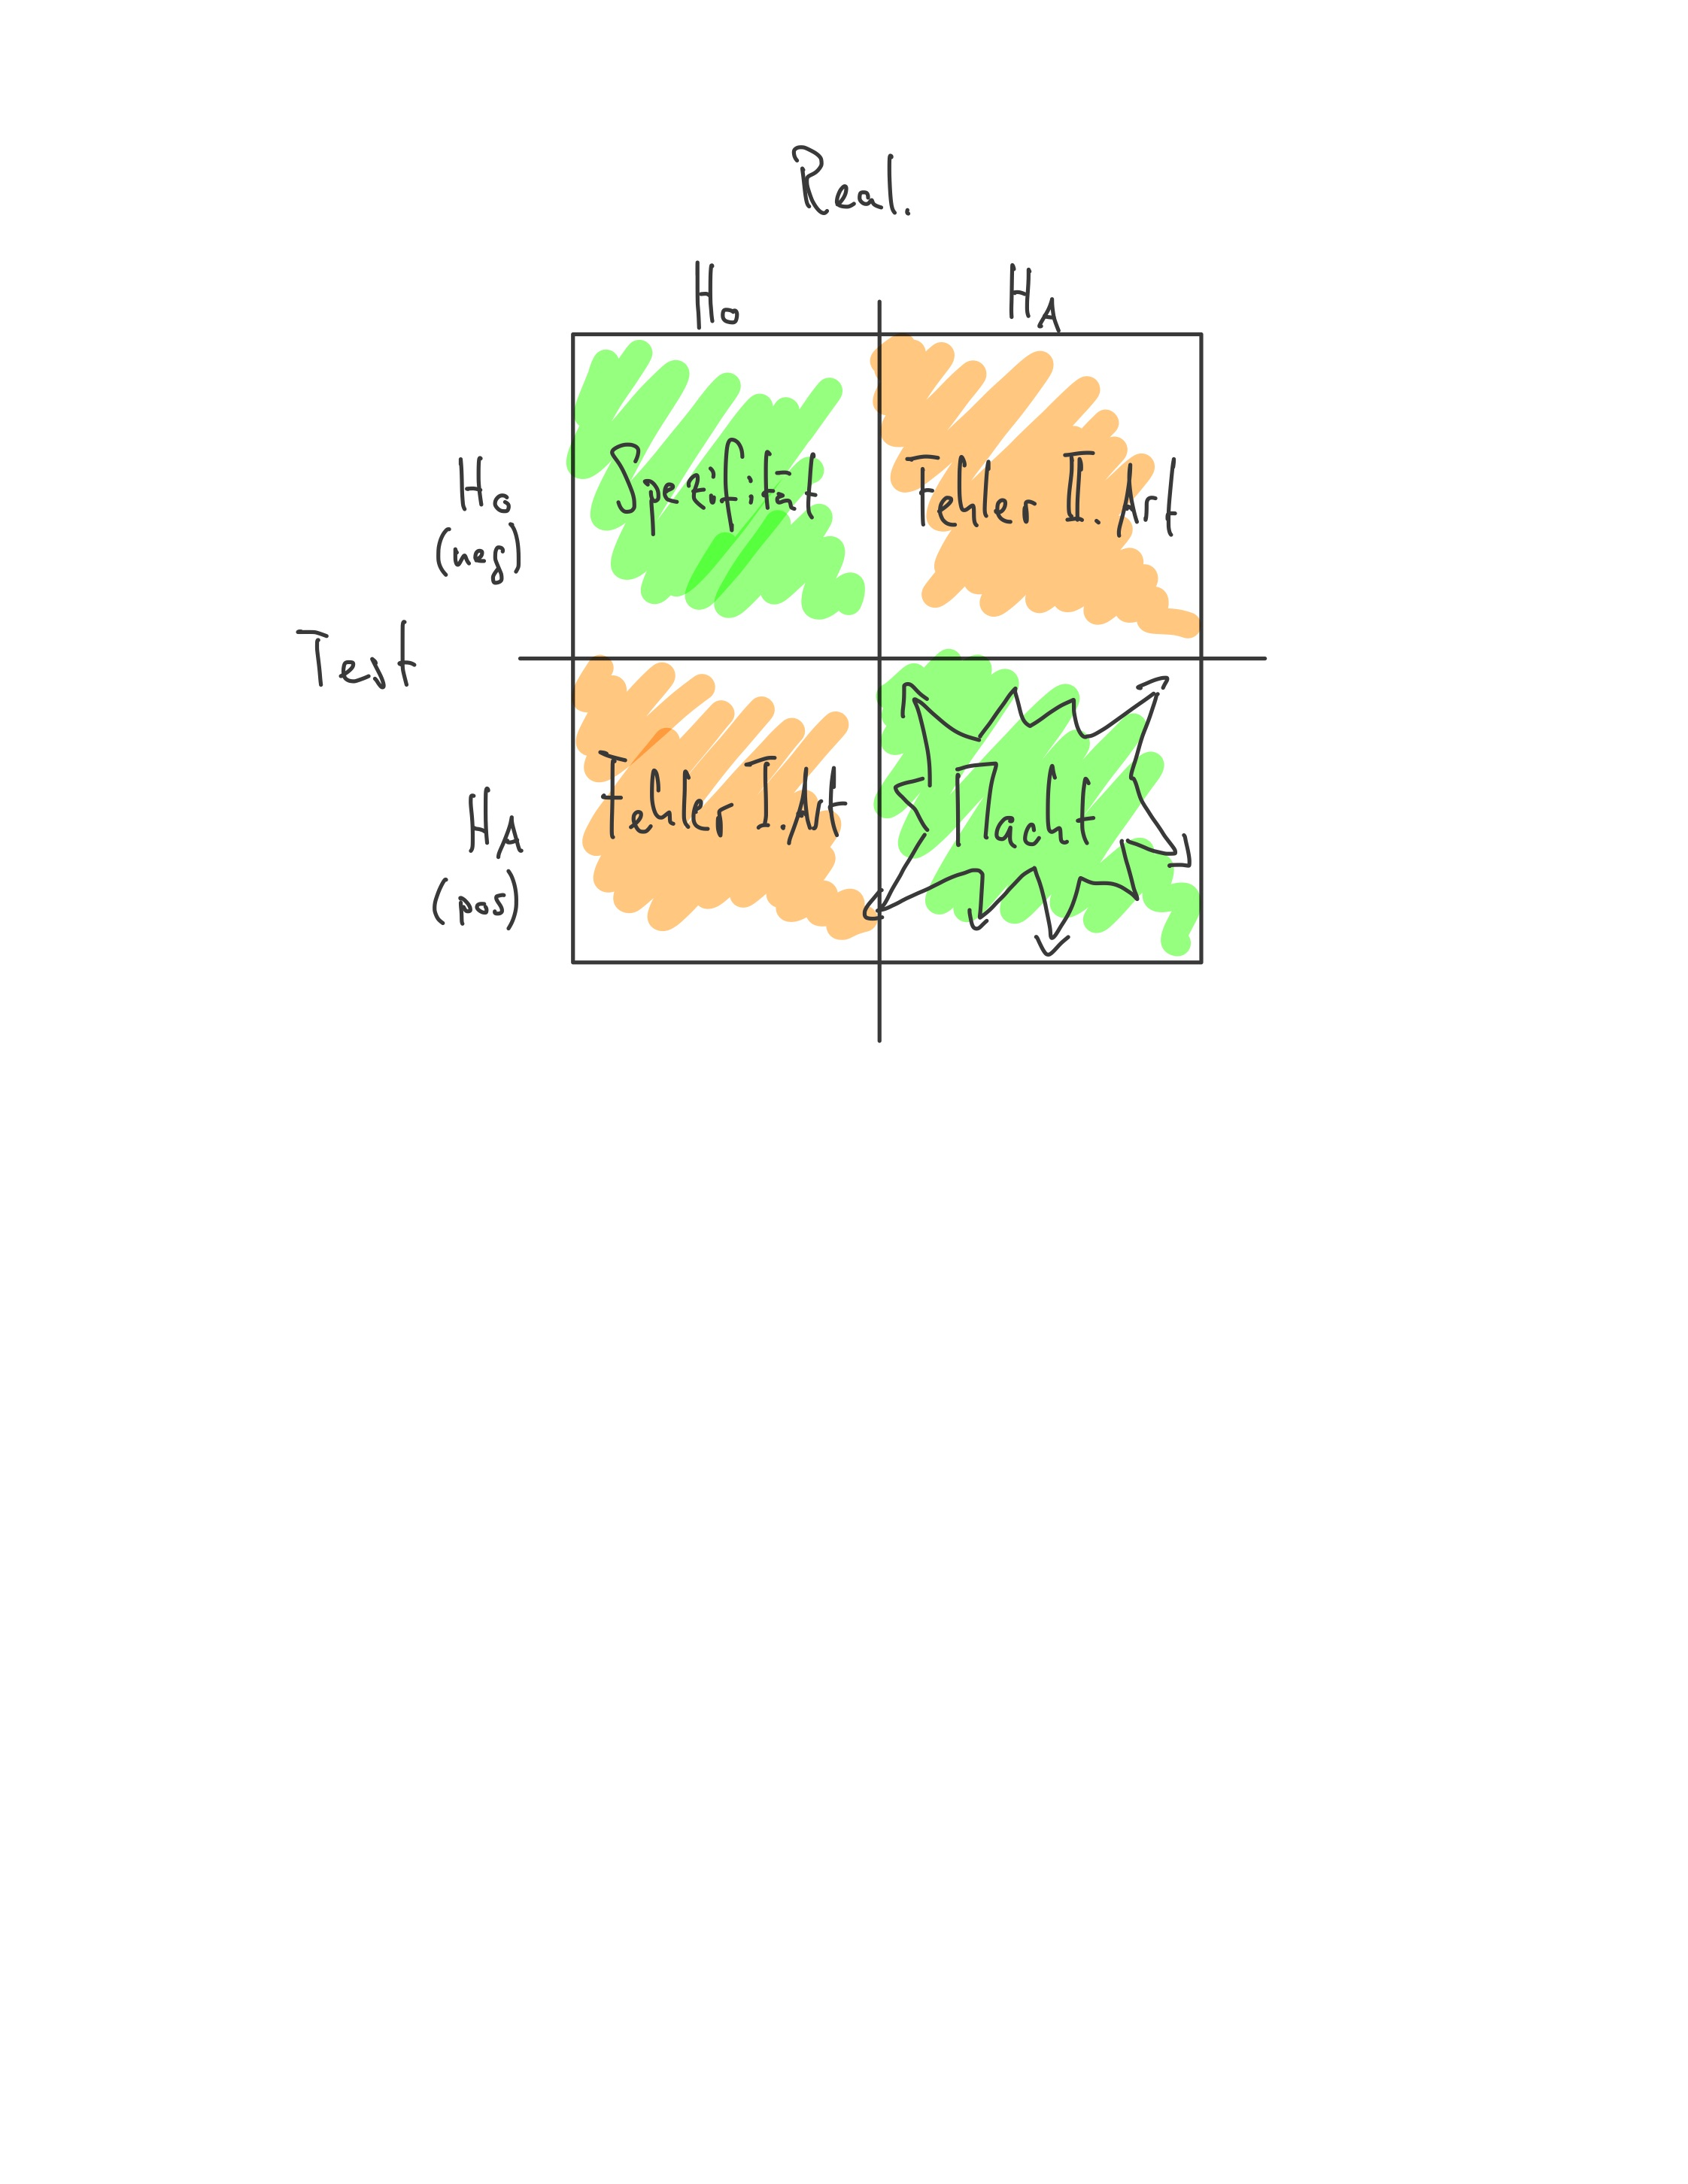 Real.
H0 HA
H0 Spezifität Fehler II. Art
(neg)
Test
HA Fehler I. Art Macht
(pos)